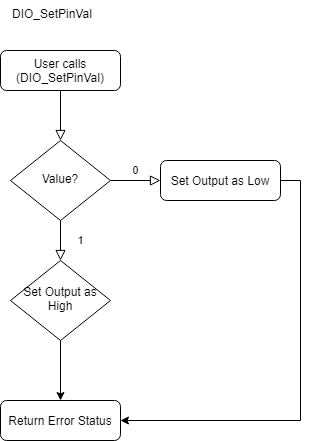 DIO_SetPinVal
User calls
(DIO_SetPinVal)
Value?
0
Set Output as Low
1
Set Output as
High
Return Error Status